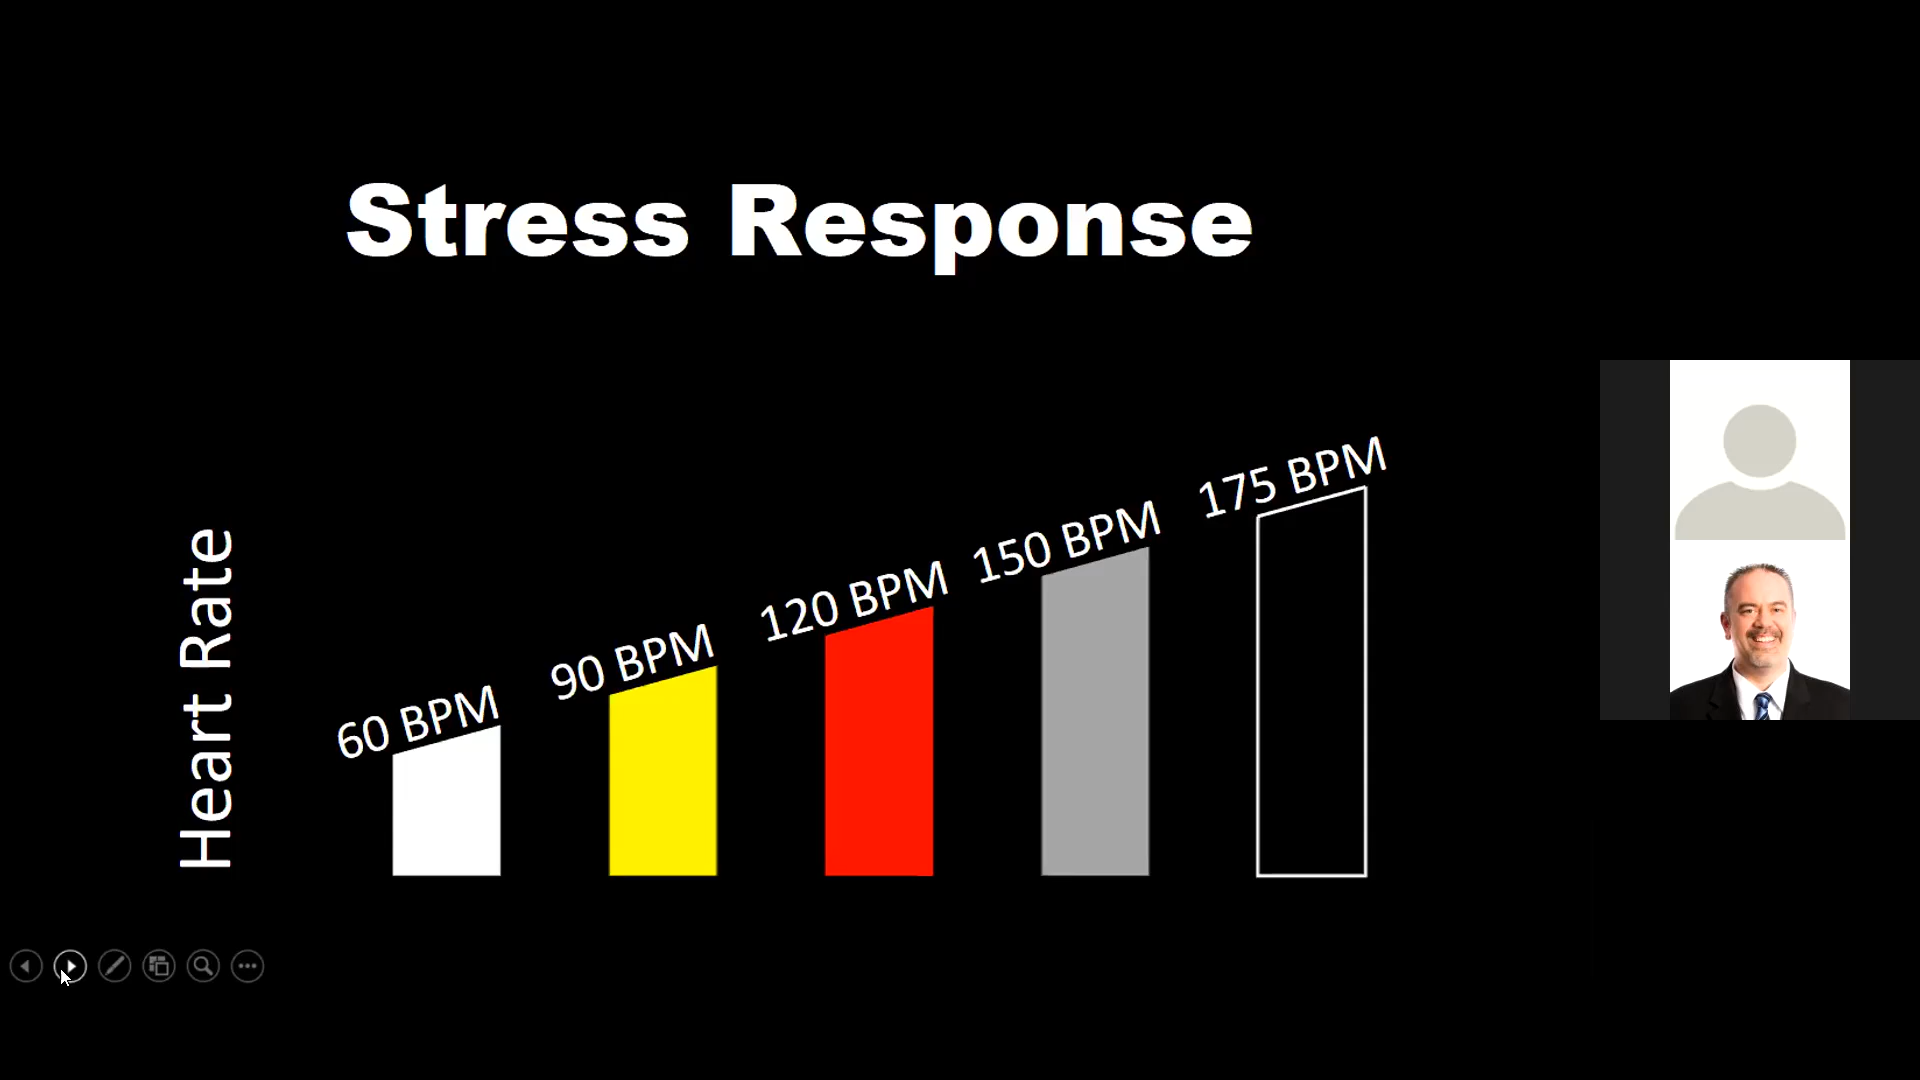 Stress Response
Heart Rate
60 BPM
90 BPM
120 BPM
150 BPM
175 BPM